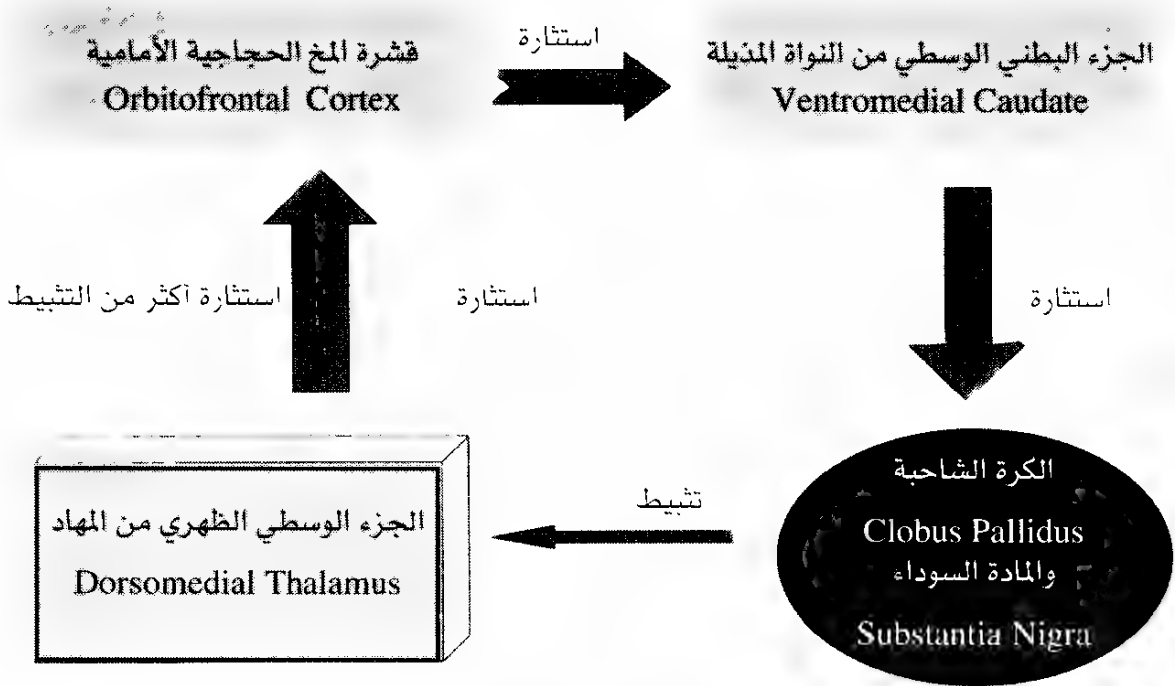 قشرة المخ الحجاجية الأمامية
Orbitofrontal Cortex
استثارة
الجزء البطني الوسطي من النواة المذيلة
Ventromedial Caudate
استثارة أكثر من التثبيط
استثارة
استثارة
الجزء الوسطي الظهري من المهاد
Dorsomedial Thalamus
تثبيط
الكرة الشاحبة
Clobus Pallidus
والمادة السوداء
Substantia Nigra